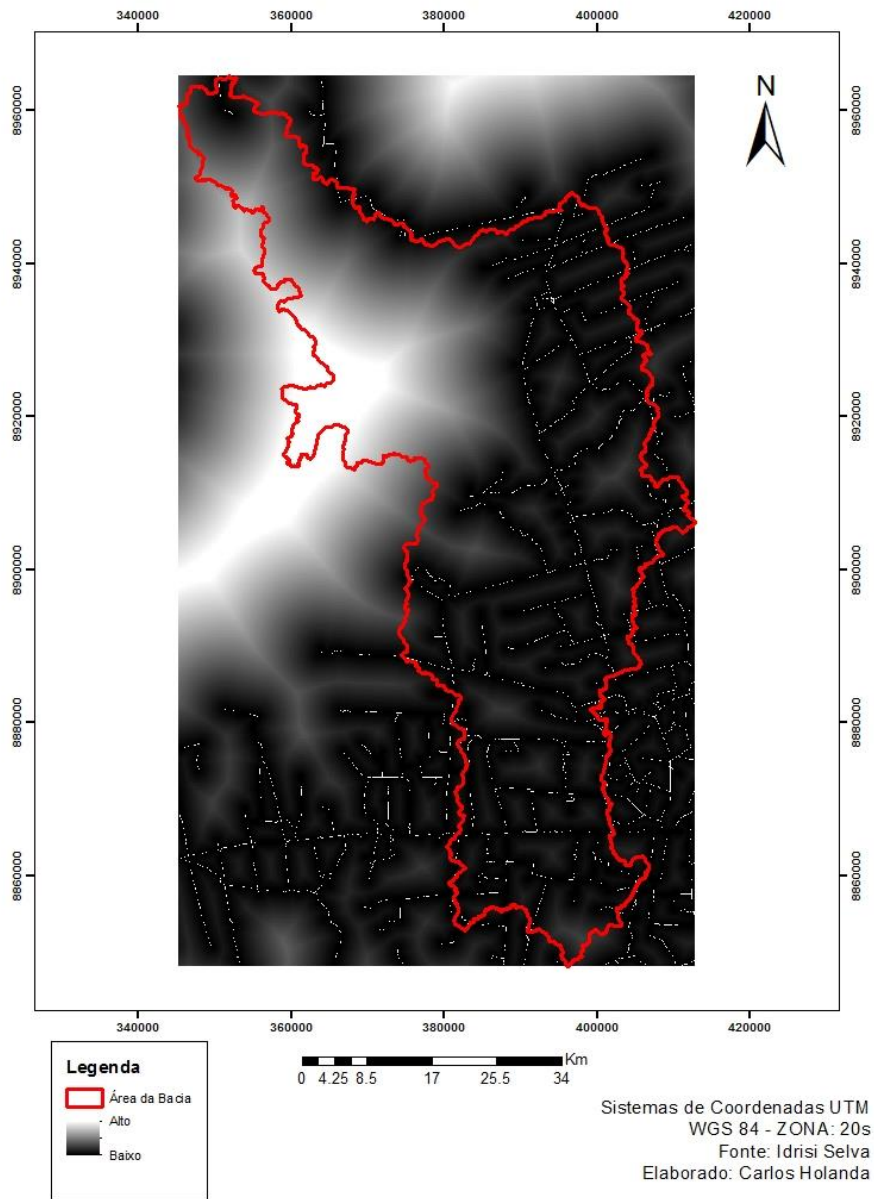 340000 360000 380000 400000 420000
N
8960000 8960000
8940000 8940000
8920000 8920000
8900000 8900000
8880000 8880000
8860000 8860000
340000 360000 380000 400000 420000
Legenda
Área da Bacia
Alto
Baixo
Km
0 4.25 8.5 17 25.5 34
Sistemas de Coordenadas UTM
WGS 84 - ZONA: 20s
Fonte: Idrisi Selva
Elaborado: Carlos Holanda